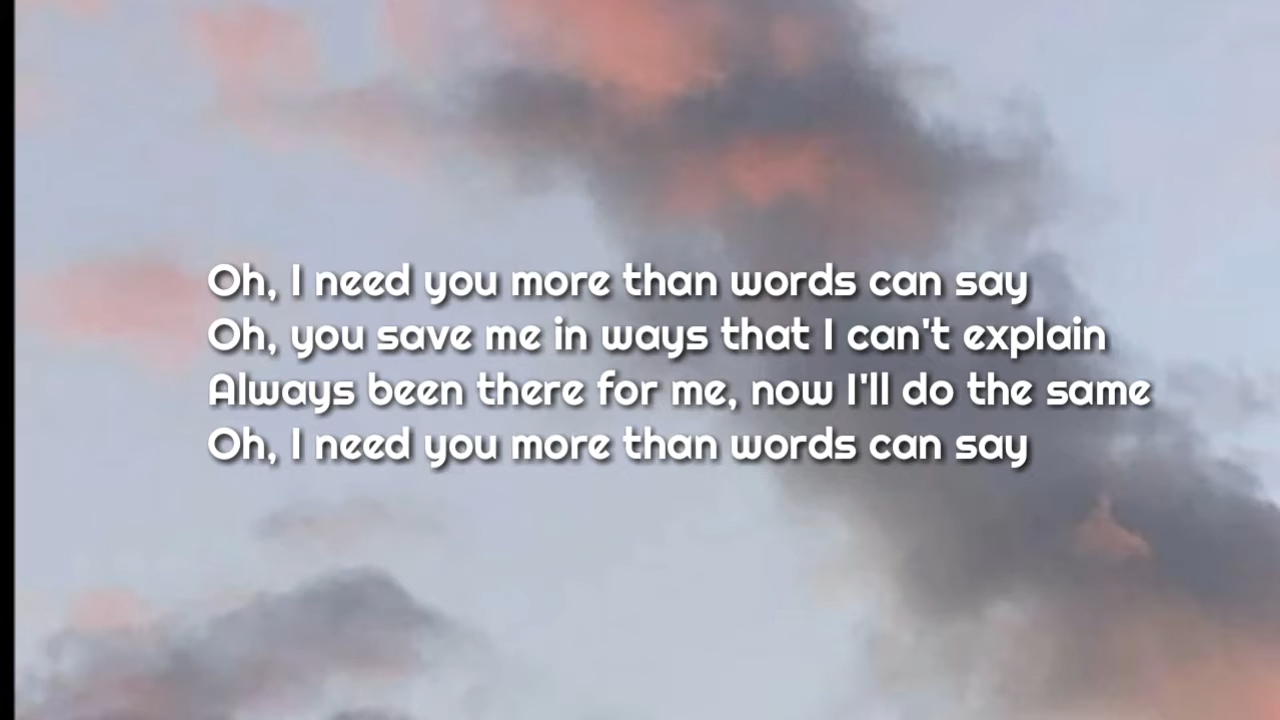 Oh, I need you more than words can say
Oh, you save me in ways that I can't explain
Always been there for me, now I'll do the same
Oh, I need you more than words can say